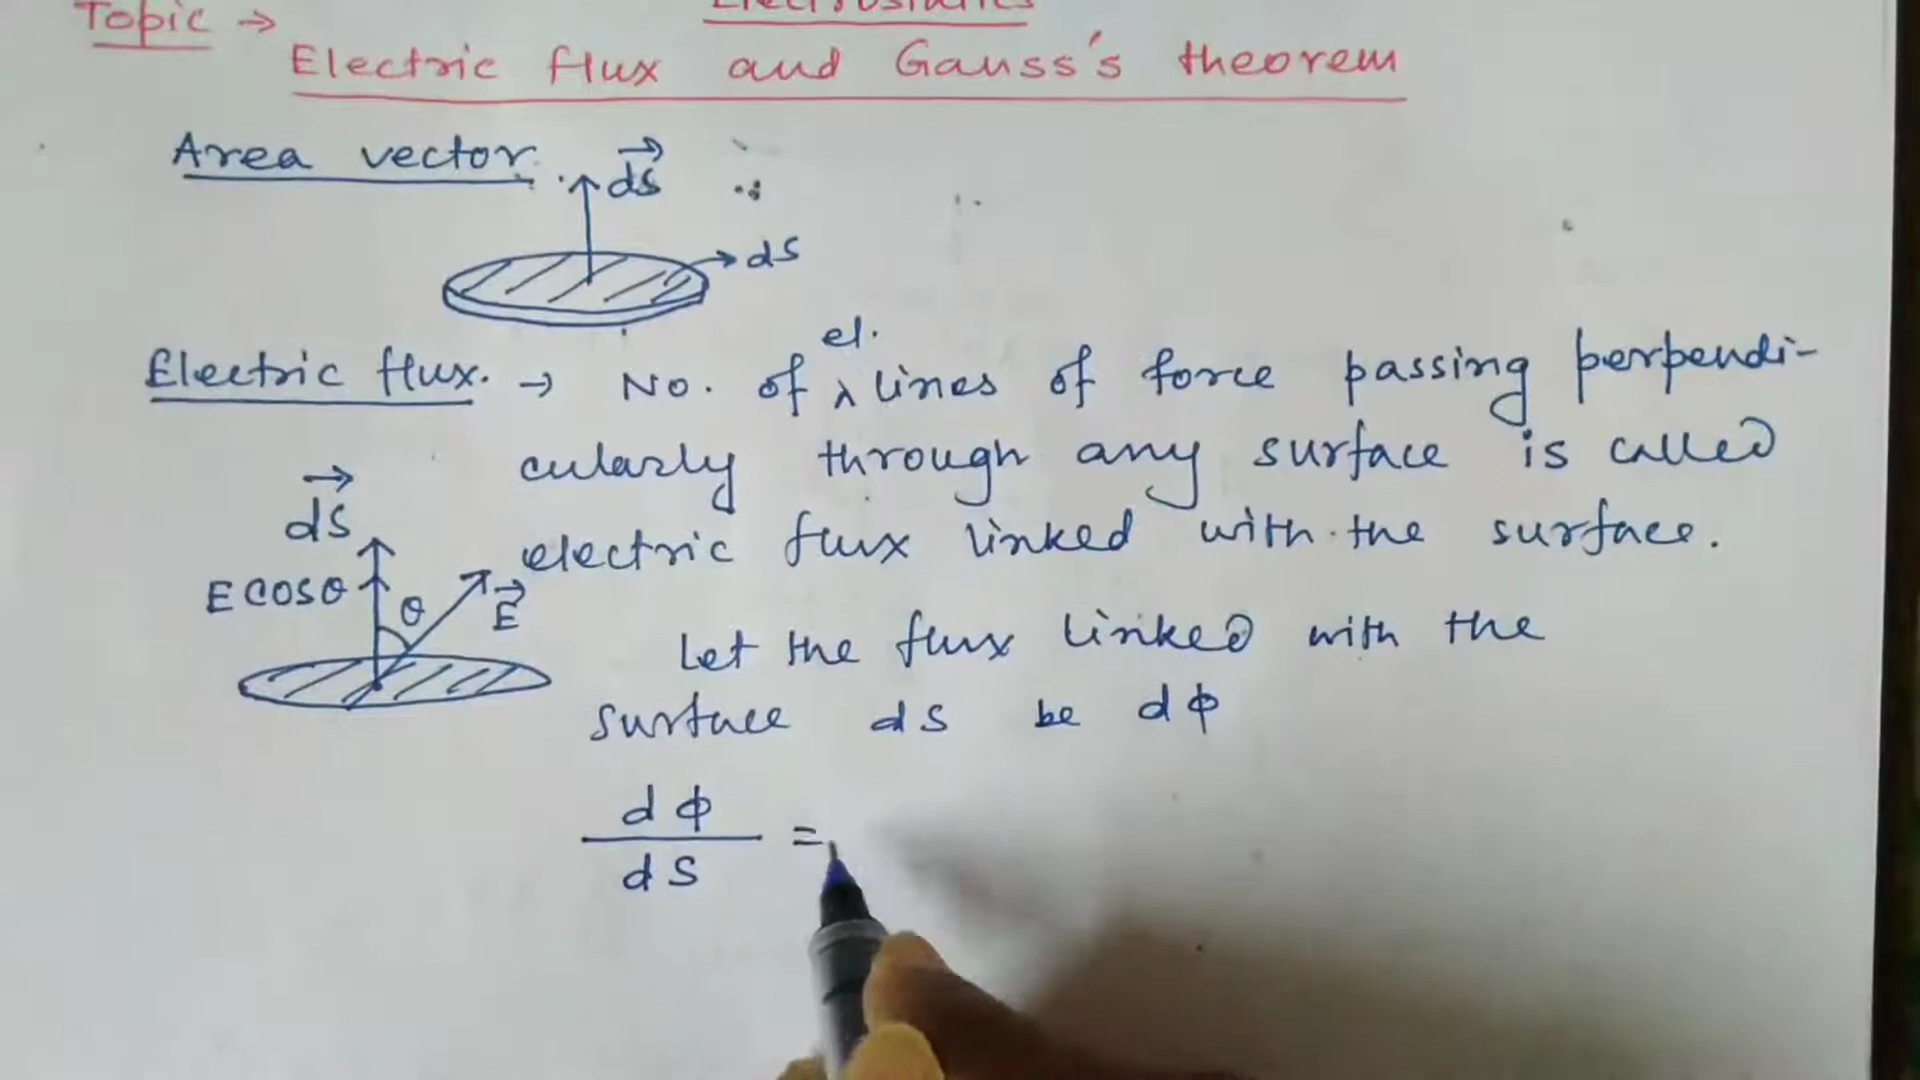 Topic →
Electrostatics
Electric flux and Gauss's theorem
Area vector.
→
dS
→ dS
el.
Electric flux. → No. of λ lines of force passing perpendi-
cularly through any surface is called
electric flux linked with the surface.
→
dS
E cosθ
θ
→
E
Let the flux linked with the
surface dS be dϕ
dϕ
dS
=